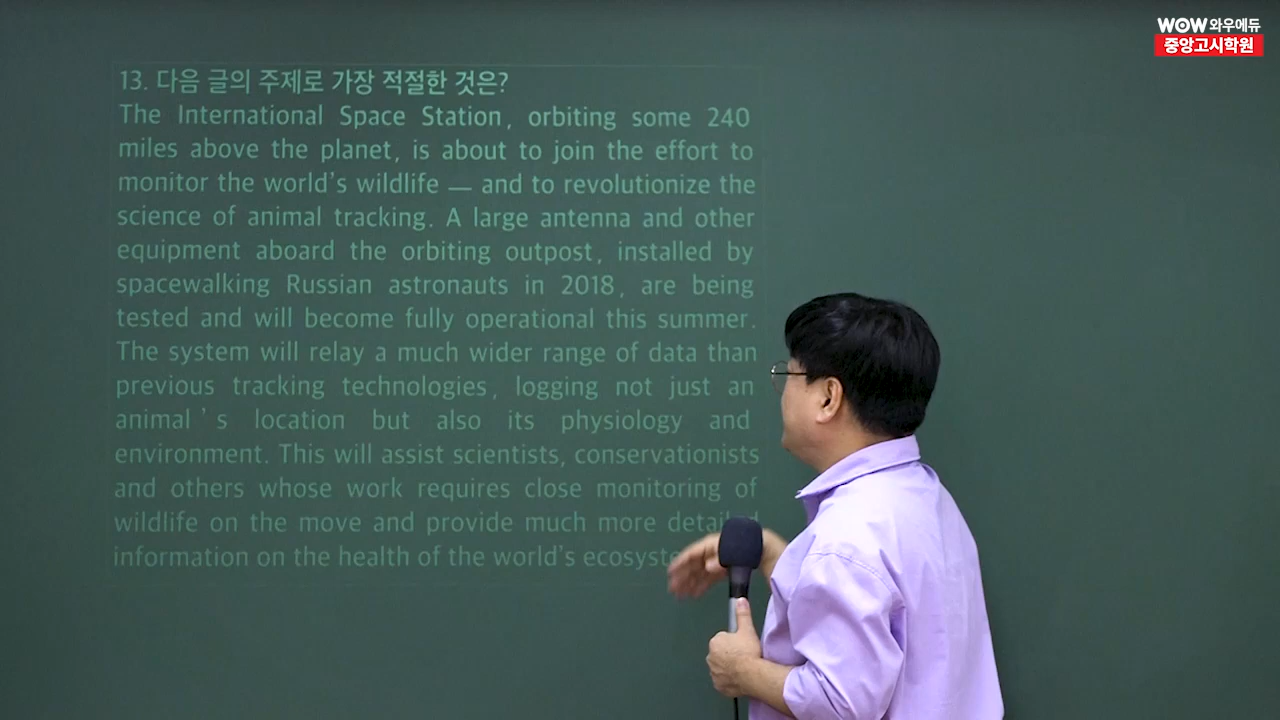 WOW와우에듀
중앙고시학원
13. 다음 글의 주제로 가장 적절한 것은?
The International Space Station, orbiting some 240
miles above the planet, is about to join the effort to
monitor the world's wildlife — and to revolutionize the
science of animal tracking. A large antenna and other
equipment aboard the orbiting outpost, installed by
spacewalking Russian astronauts in 2018, are being
tested and will become fully operational this summer.
The system will relay a much wider range of data than
previous tracking technologies, logging not just an
animal ' s location but also its physiology and
environment. This will assist scientists, conservationists
and others whose work requires close monitoring of
wildlife on the move and provide much more
information on the health of the world's